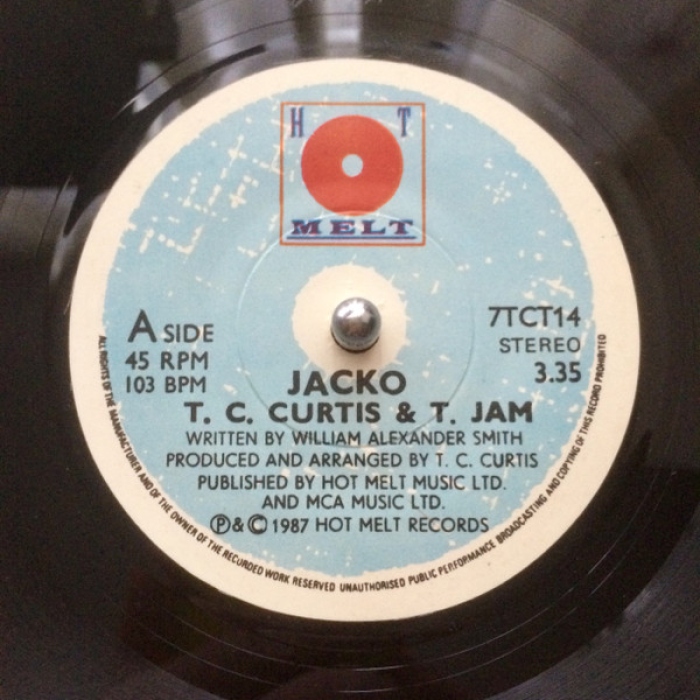 HOT
MELT
A SIDE
45 RPM
103 BPM
7TCT14
STEREO
3.35
JACKO
T. C. CURTIS & T. JAM
WRITTEN BY WILLIAM ALEXANDER SMITH
PRODUCED AND ARRANGED BY T. C. CURTIS
PUBLISHED BY HOT MELT MUSIC LTD.
AND MCA MUSIC LTD.
Ⓟ&© 1987 HOT MELT RECORDS
ALL RIGHTS OF THE MANUFACTURER AND OF THE OWNER OF THE RECORDED WORK RESERVED UNAUTHORISED PUBLIC PERFORMANCE BROADCASTING AND COPYING OF THIS RECORD PROHIBITED